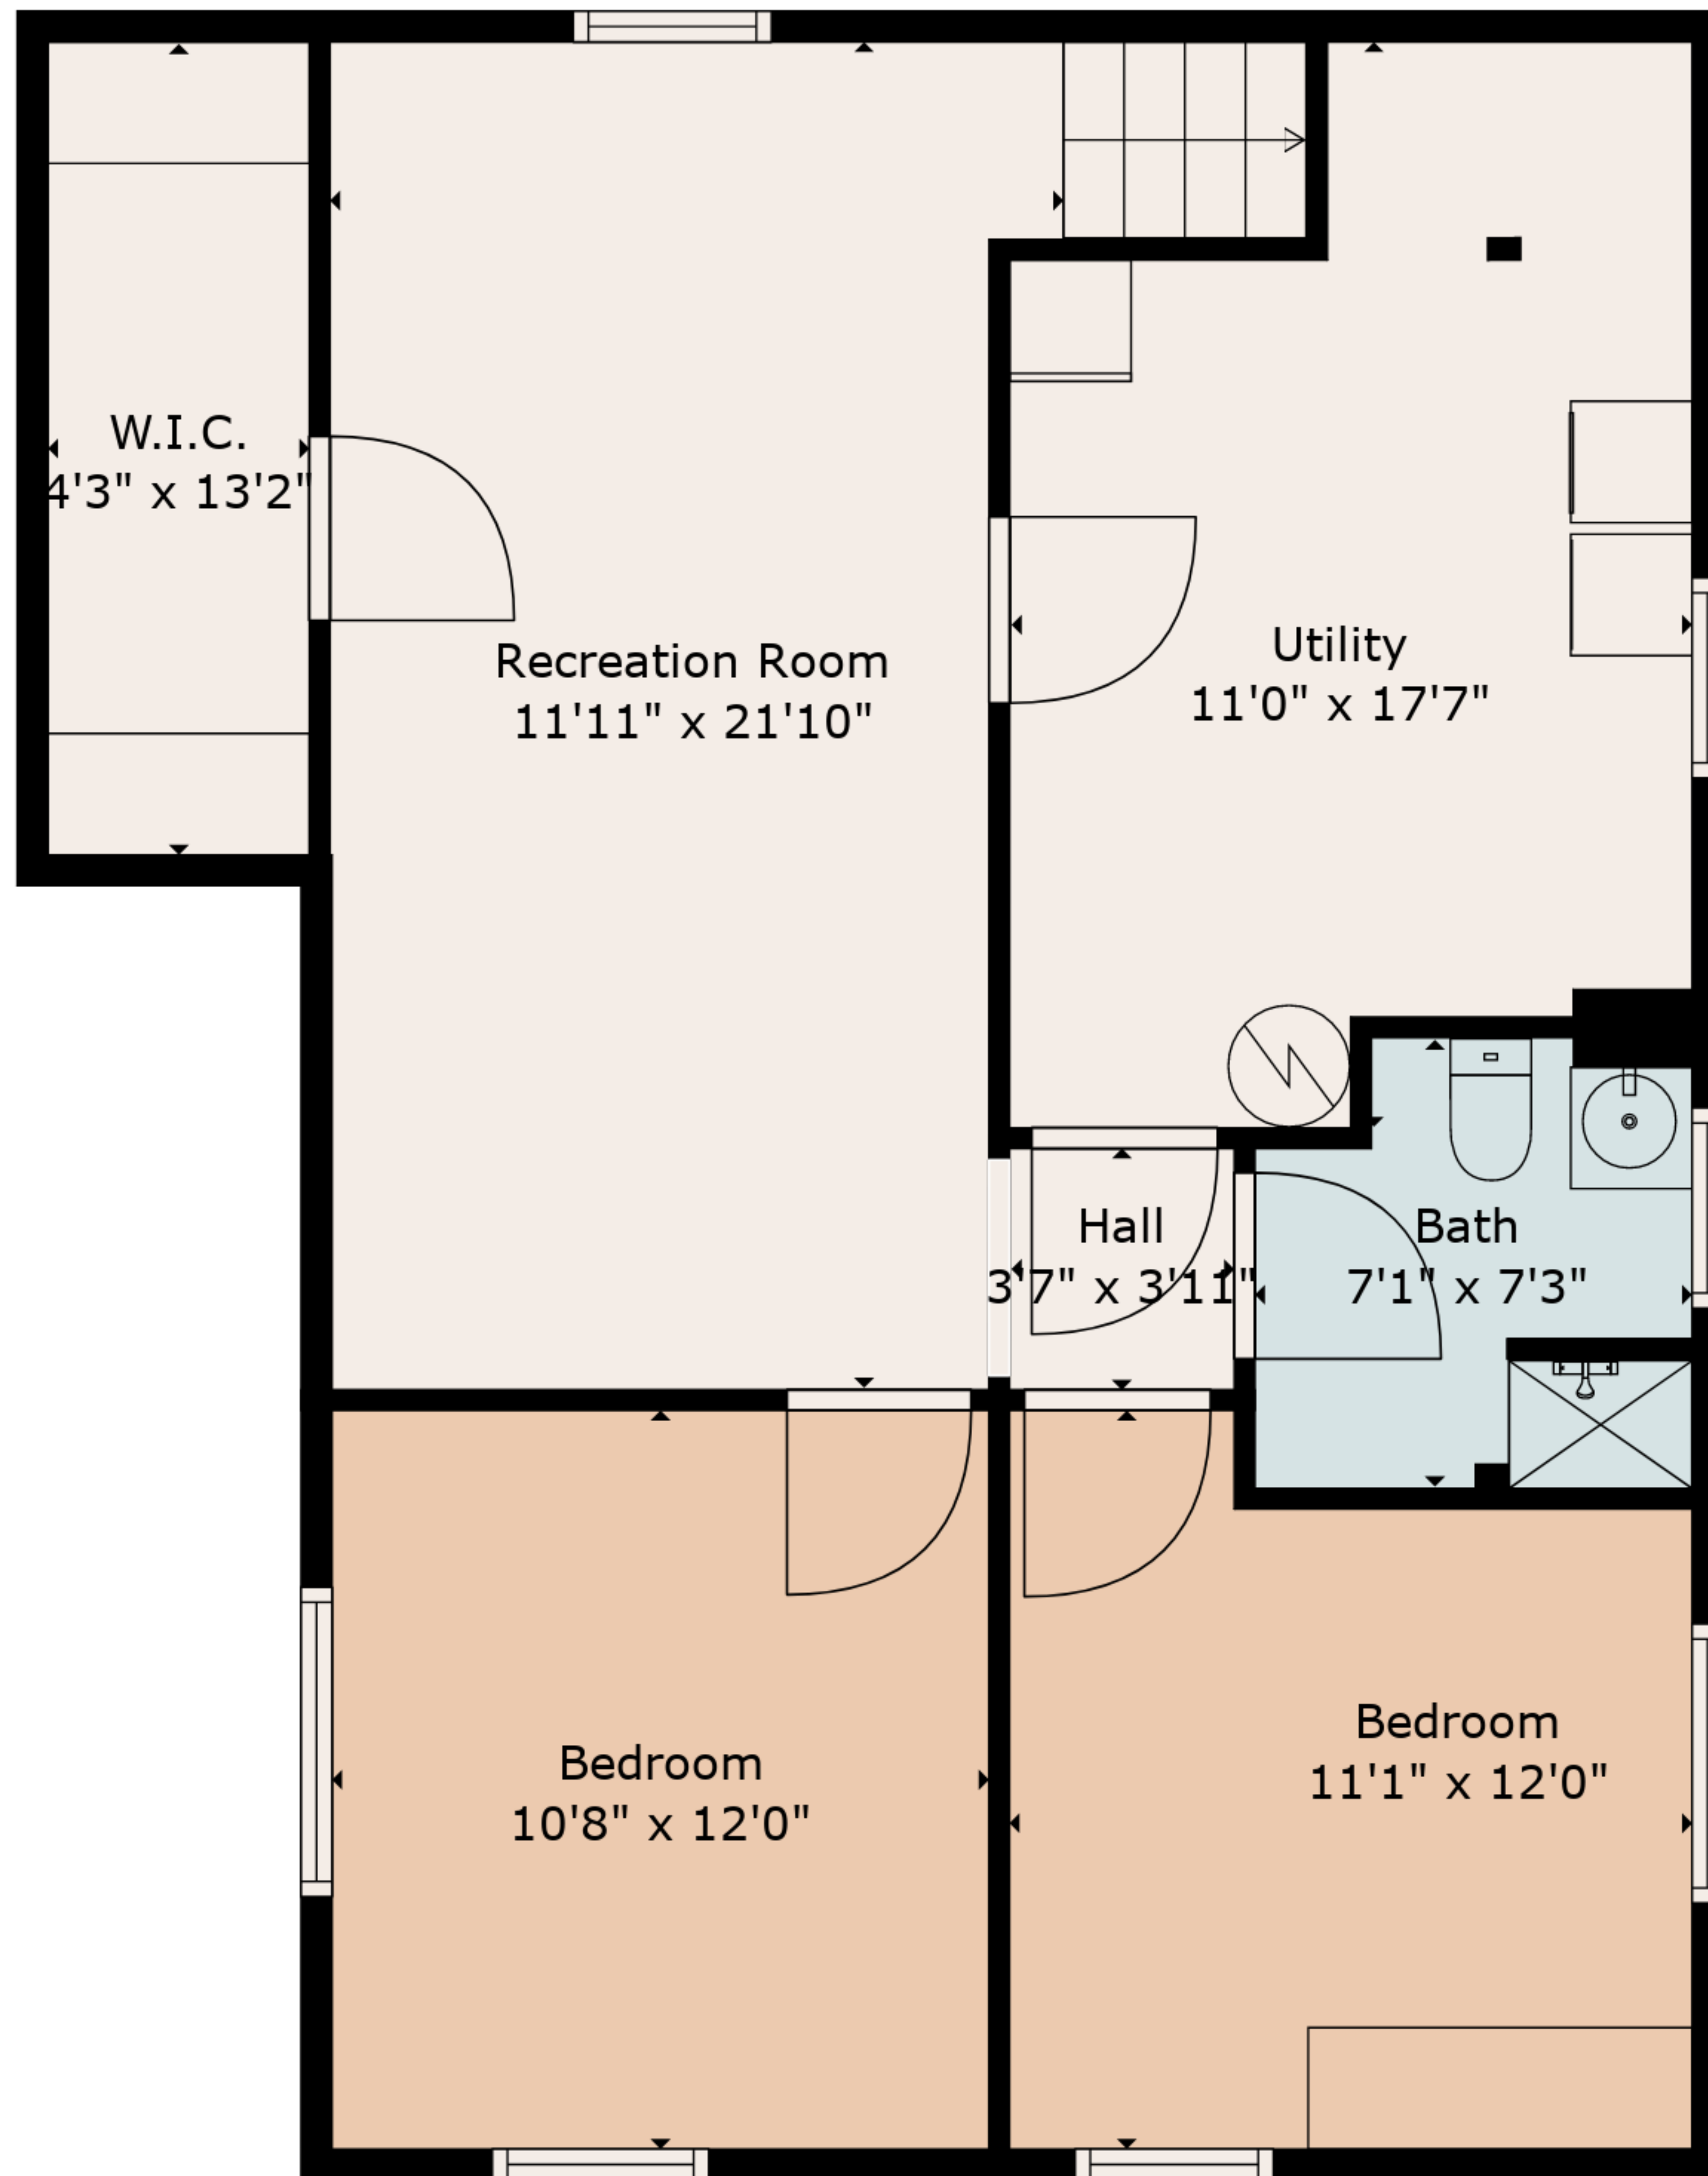 W.I.C.
4'3" x 13'2"
Recreation Room
11'11" x 21'10"
Utility
11'0" x 17'7"
Hall
3'7" x 3'11"
Bath
7'1" x 7'3"
Bedroom
10'8" x 12'0"
Bedroom
11'1" x 12'0"